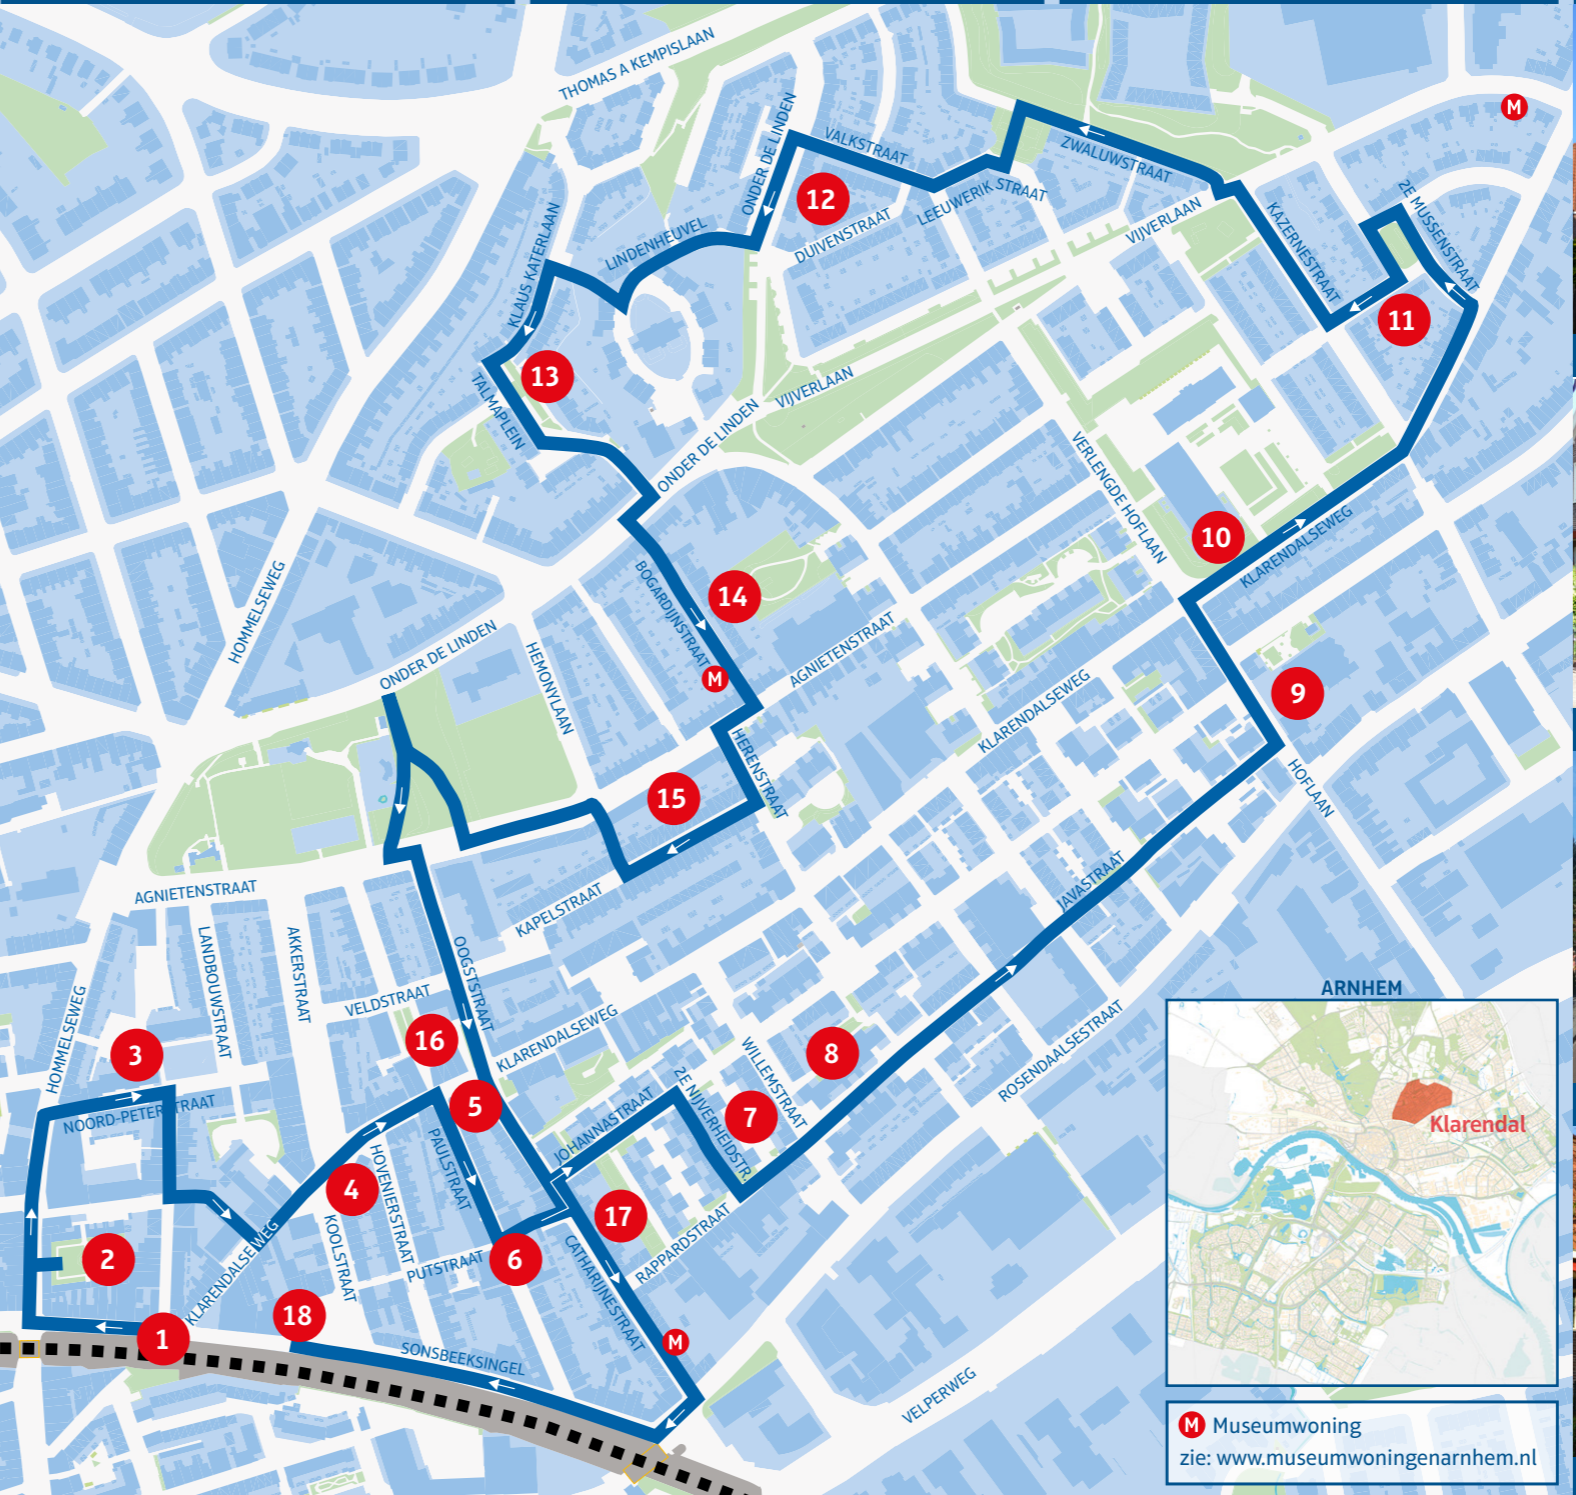 THOMAS A KEMPISLAAN
M
ONDER DE LINDEN
VALKSTRAAT
ZWALUWSTRAAT
12
LEEUWERIK STRAAT
DUIVENSTRAAT
VIJVERLAAN
KAZERNESTRAAT
2E MUSSENSTRAAT
KLAUS KATERLAAN
LINDENHEUVEL
11
13
TALMAPLEIN
VIJVERLAAN
ONDER DE LINDEN
VERLENGDE HOFLAAN
10
KLARENDALSEWEG
HOMMELSEWEG
BOGARDIJNSTRAAT
14
AGNIETENSTRAAT
M
ONDER DE LINDEN
HEMONYLAAN
KLARENDALSEWEG
9
HERENSTRAAT
HOFLAAN
15
AGNIETENSTRAAT
KAPELSTRAAT
JAVASTRAAT
HOMMELSEWEG
LANDBOUWSTRAAT
AKKERSTRAAT
VELDSTRAAT
OOGSTSTRAAT
16
KLARENDALSEWEG
3
NOORD-PETERSTRAAT
5
8
WILLEMSTRAAT
ROSENDAALSESTRAAT
7
2E NIJVERHEIDSTR.
JOHANNASTRAAT
PAULSTRAAT
HOVENIERSTRAAT
4
KOOLSTRAAT
17
RAPPARDSTRAAT
2
KLARENDALSEWEG
PUTSTRAAT
6
CATHARIJNESTRAAT
18
1
SONSBEEKSINGEL
M
VELPERWEG
ARNHEM
Klarendal
M Museumwoning
zie: www.museumwoningenarnhem.nl